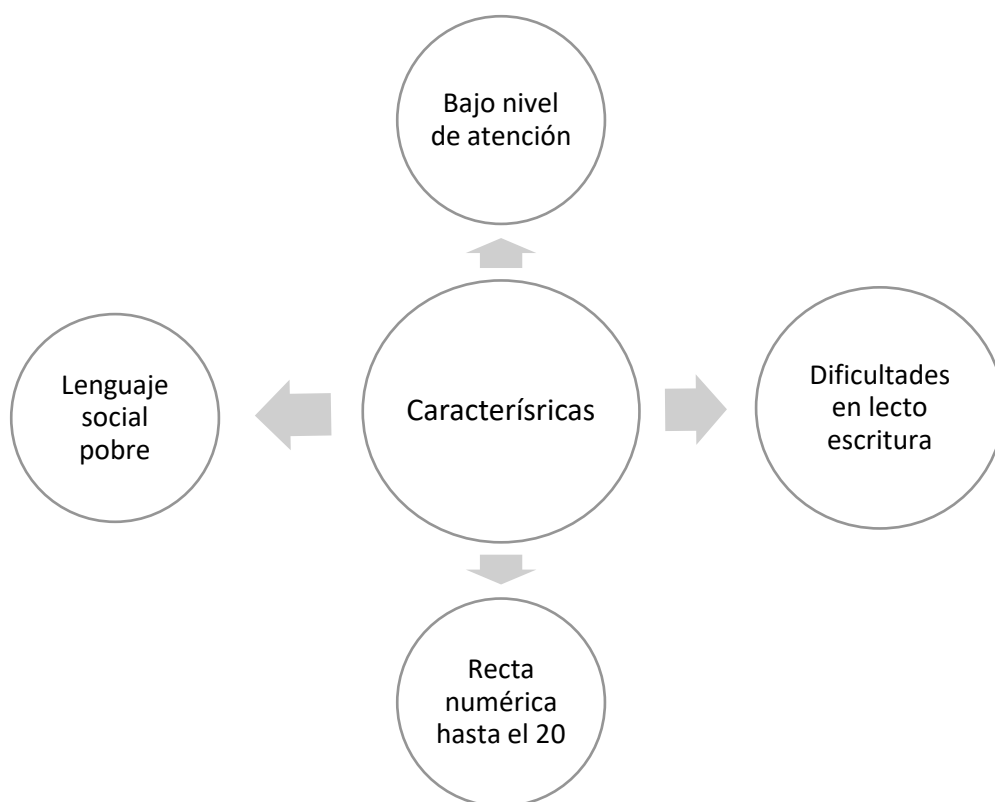 Bajo nivel
de atención
Lenguaje
social
pobre
Caracterísricas
Dificultades
en lecto
escritura
Recta
numérica
hasta el 20